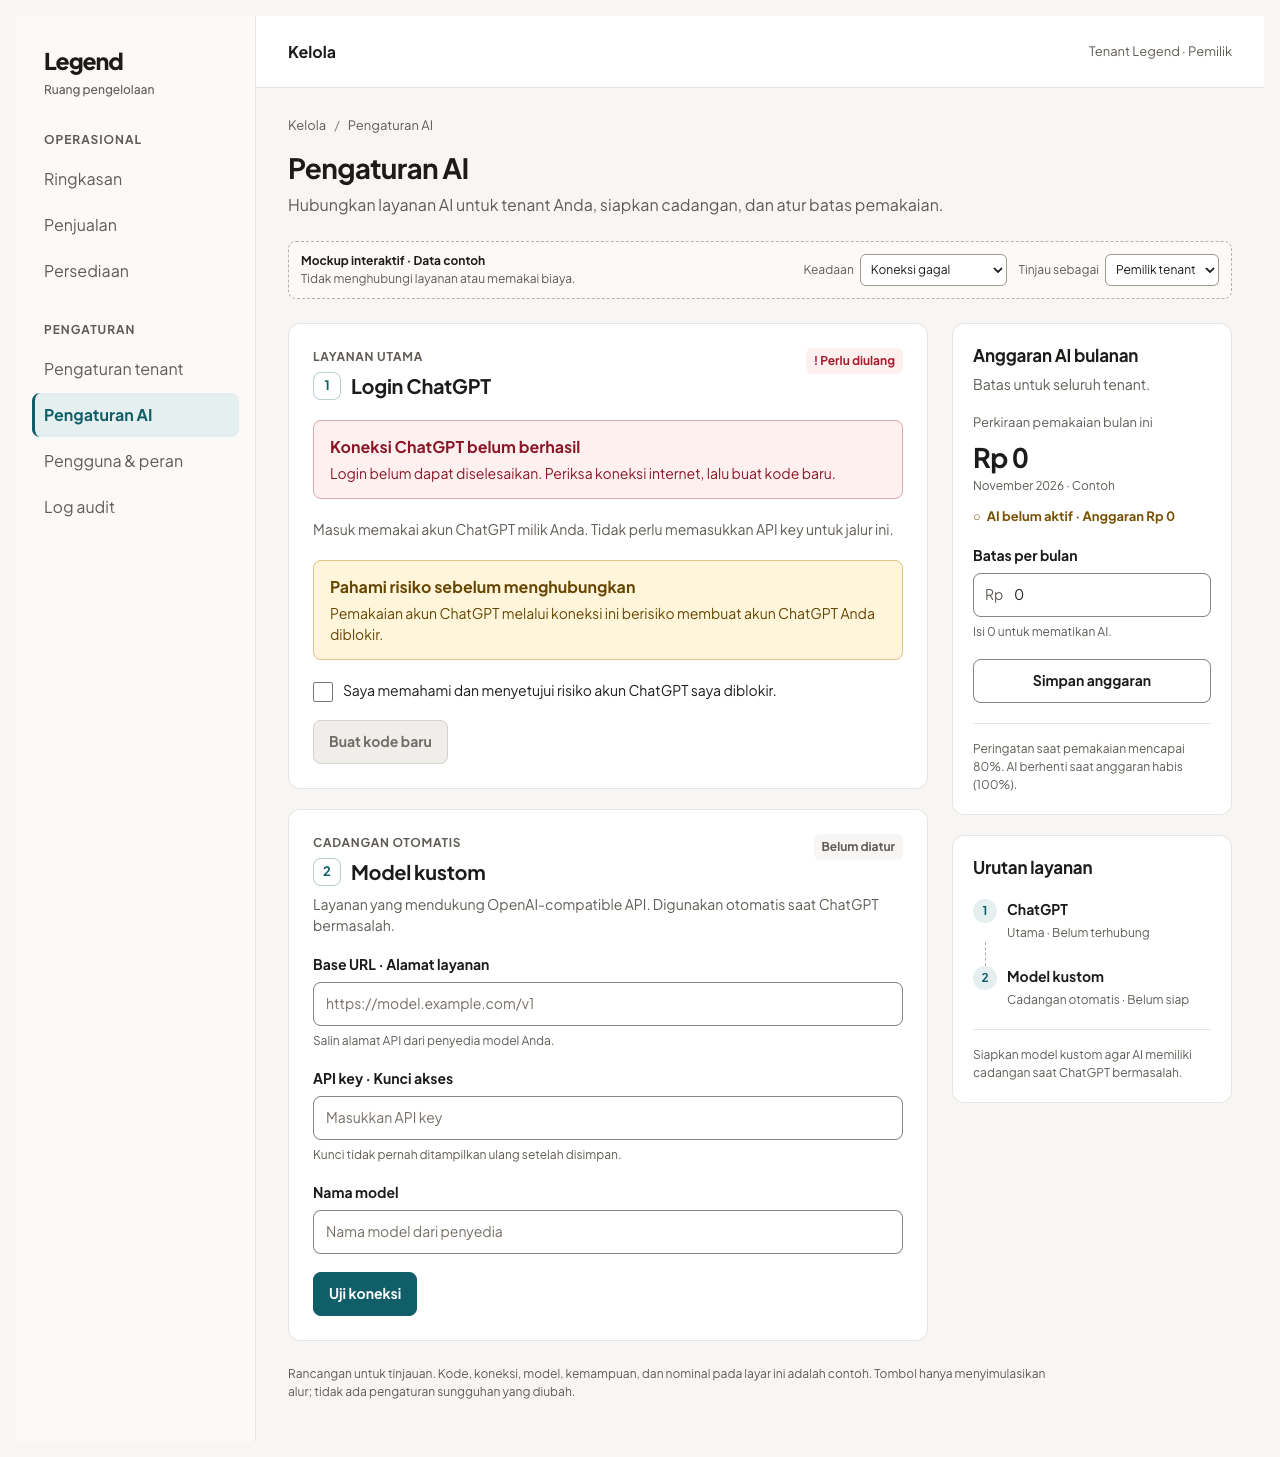 Legend
Ruang pengelolaan
OPERASIONAL
Ringkasan
Penjualan
Persediaan
PENGATURAN
Pengaturan tenant
Pengaturan AI
Pengguna & peran
Log audit
Kelola
Tenant Legend · Pemilik
Kelola / Pengaturan AI
Pengaturan AI
Hubungkan layanan AI untuk tenant Anda, siapkan cadangan, dan atur batas pemakaian.
Mockup interaktif · Data contoh
Tidak menghubungi layanan atau memakai biaya.
Keadaan
Koneksi gagal
Tinjau sebagai
Pemilik tenant
LAYANAN UTAMA
1 Login ChatGPT
! Perlu diulang
Koneksi ChatGPT belum berhasil
Login belum dapat diselesaikan. Periksa koneksi internet, lalu buat kode baru.
Masuk memakai akun ChatGPT milik Anda. Tidak perlu memasukkan API key untuk jalur ini.
Pahami risiko sebelum menghubungkan
Pemakaian akun ChatGPT melalui koneksi ini berisiko membuat akun ChatGPT Anda
diblokir.
Saya memahami dan menyetujui risiko akun ChatGPT saya diblokir.
Buat kode baru
CADANGAN OTOMATIS
2 Model kustom
Belum diatur
Layanan yang mendukung OpenAI-compatible API. Digunakan otomatis saat ChatGPT
bermasalah.
Base URL · Alamat layanan
https://model.example.com/v1
Salin alamat API dari penyedia model Anda.
API key · Kunci akses
Masukkan API key
Kunci tidak pernah ditampilkan ulang setelah disimpan.
Nama model
Nama model dari penyedia
Uji koneksi
Anggaran AI bulanan
Batas untuk seluruh tenant.
Perkiraan pemakaian bulan ini
Rp 0
November 2026 · Contoh
○ AI belum aktif · Anggaran Rp 0
Batas per bulan
Rp 0
Isi 0 untuk mematikan AI.
Simpan anggaran
Peringatan saat pemakaian mencapai
80%. AI berhenti saat anggaran habis
(100%).
Urutan layanan
1 ChatGPT
Utama · Belum terhubung
2 Model kustom
Cadangan otomatis · Belum siap
Siapkan model kustom agar AI memiliki
cadangan saat ChatGPT bermasalah.
Rancangan untuk tinjauan. Kode, koneksi, model, kemampuan, dan nominal pada layar ini adalah contoh. Tombol hanya menyimulasikan
alur; tidak ada pengaturan sungguhan yang diubah.